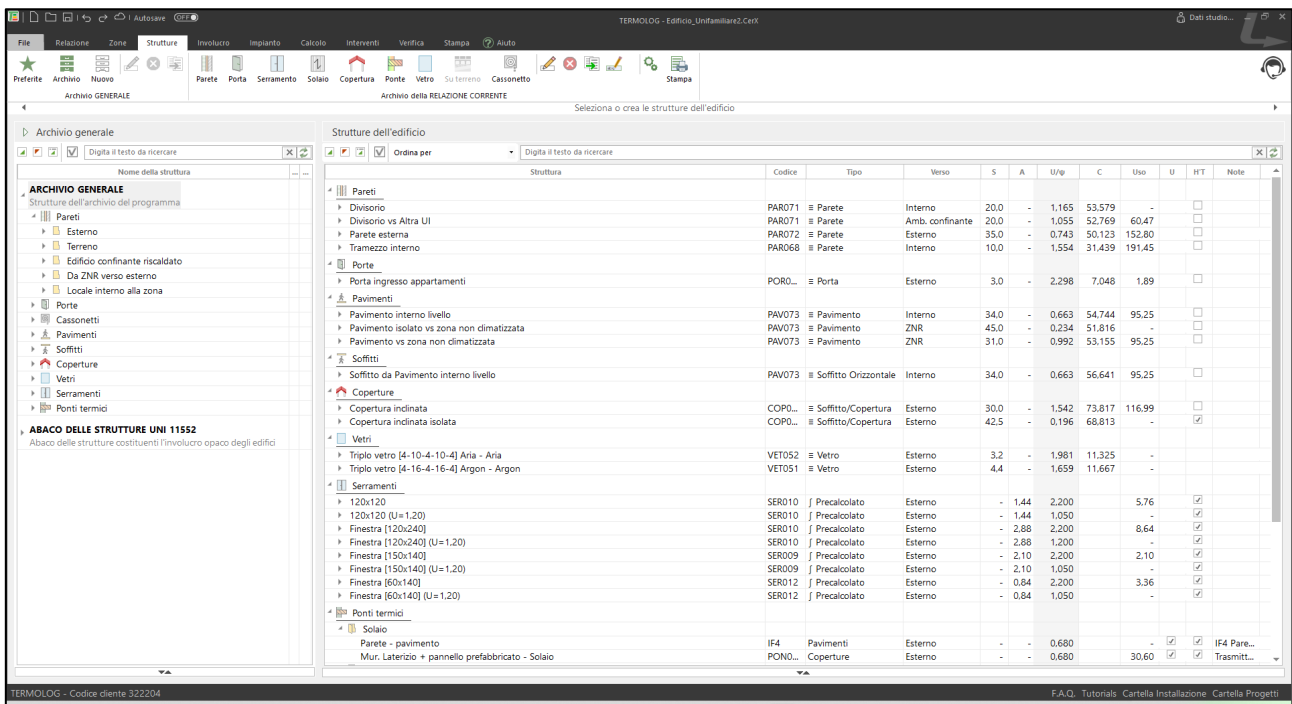 Autosave OFF
TERMOLOG - Edificio_Unifamiliare2.CerX
Dati studio...
File Relazione Zone Strutture Involucro Impianto Calcolo Interventi Verifica Stampa ? Aiuto
Preferite Archivio Nuovo Parete Porta Serramento Solaio Copertura Ponte Vetro Su terreno Cassonetto Stampa
Archivio GENERALE Archivio della RELAZIONE CORRENTE
Seleziona o crea le strutture dell'edificio
Archivio generale
Digita il testo da ricercare
Nome della struttura ... ...
ARCHIVIO GENERALE
Strutture dell'archivio del programma
Pareti
Esterno
Terreno
Edificio confinante riscaldato
Da ZNR verso esterno
Locale interno alla zona
Porte
Cassonetti
Pavimenti
Soffitti
Coperture
Vetri
Serramenti
Ponti termici
ABACO DELLE STRUTTURE UNI 11552
Abaco delle strutture costituenti l'involucro opaco degli edifici
Strutture dell'edificio
Ordina per Digita il testo da ricercare
Struttura Codice Tipo Verso S A U/φ C Uso U H'T Note
Pareti
Divisorio PAR071 ≡ Parete Interno 20,0 - 1,165 53,579 -
Divisorio vs Altra UI PAR071 ≡ Parete Amb. confinante 20,0 - 1,055 52,769 60,47
Parete esterna PAR072 ≡ Parete Esterno 35,0 - 0,743 50,123 152,80
Tramezzo interno PAR068 ≡ Parete Interno 10,0 - 1,554 31,439 191,45
Porte
Porta ingresso appartamenti POR0... ≡ Porta Esterno 3,0 - 2,298 7,048 1,89
Pavimenti
Pavimento interno livello PAV073 ≡ Pavimento Interno 34,0 - 0,663 54,744 95,25
Pavimento isolato vs zona non climatizzata PAV073 ≡ Pavimento ZNR 45,0 - 0,234 51,816 -
Pavimento vs zona non climatizzata PAV073 ≡ Pavimento ZNR 31,0 - 0,992 53,155 95,25
Soffitti
Soffitto da Pavimento interno livello PAV073 ≡ Soffitto Orizzontale Interno 34,0 - 0,663 56,641 95,25
Coperture
Copertura inclinata COP0... ≡ Soffitto/Copertura Esterno 30,0 - 1,542 73,817 116,99
Copertura inclinata isolata COP0... ≡ Soffitto/Copertura Esterno 42,5 - 0,196 68,813 -
Vetri
Triplo vetro [4-10-4-10-4] Aria - Aria VET052 ≡ Vetro Esterno 3,2 - 1,981 11,325 -
Triplo vetro [4-16-4-16-4] Argon - Argon VET051 ≡ Vetro Esterno 4,4 - 1,659 11,667 -
Serramenti
120x120 SER010 ∫ Precalcolato Esterno - 1,44 2,200 5,76
120x120 (U=1,20) SER010 ∫ Precalcolato Esterno - 1,44 1,050 -
Finestra [120x240] SER010 ∫ Precalcolato Esterno - 2,88 2,200 8,64
Finestra [120x240] (U=1,20) SER010 ∫ Precalcolato Esterno - 2,88 1,200 -
Finestra [150x140] SER009 ∫ Precalcolato Esterno - 2,10 2,200 2,10
Finestra [150x140] (U=1,20) SER009 ∫ Precalcolato Esterno - 2,10 1,050 -
Finestra [60x140] SER012 ∫ Precalcolato Esterno - 0,84 2,200 3,36
Finestra [60x140] (U=1,20) SER012 ∫ Precalcolato Esterno - 0,84 1,050 -
Ponti termici
Solaio
Parete - pavimento IF4 Pavimenti Esterno - - 0,680 - IF4 Pare...
Mur. Laterizio + pannello prefabbricato - Solaio PON0... Coperture Esterno - - 0,680 30,60 Trasmitt...
TERMOLOG - Codice cliente 322204
F.A.Q. Tutorials Cartella Installazione Cartella Progetti